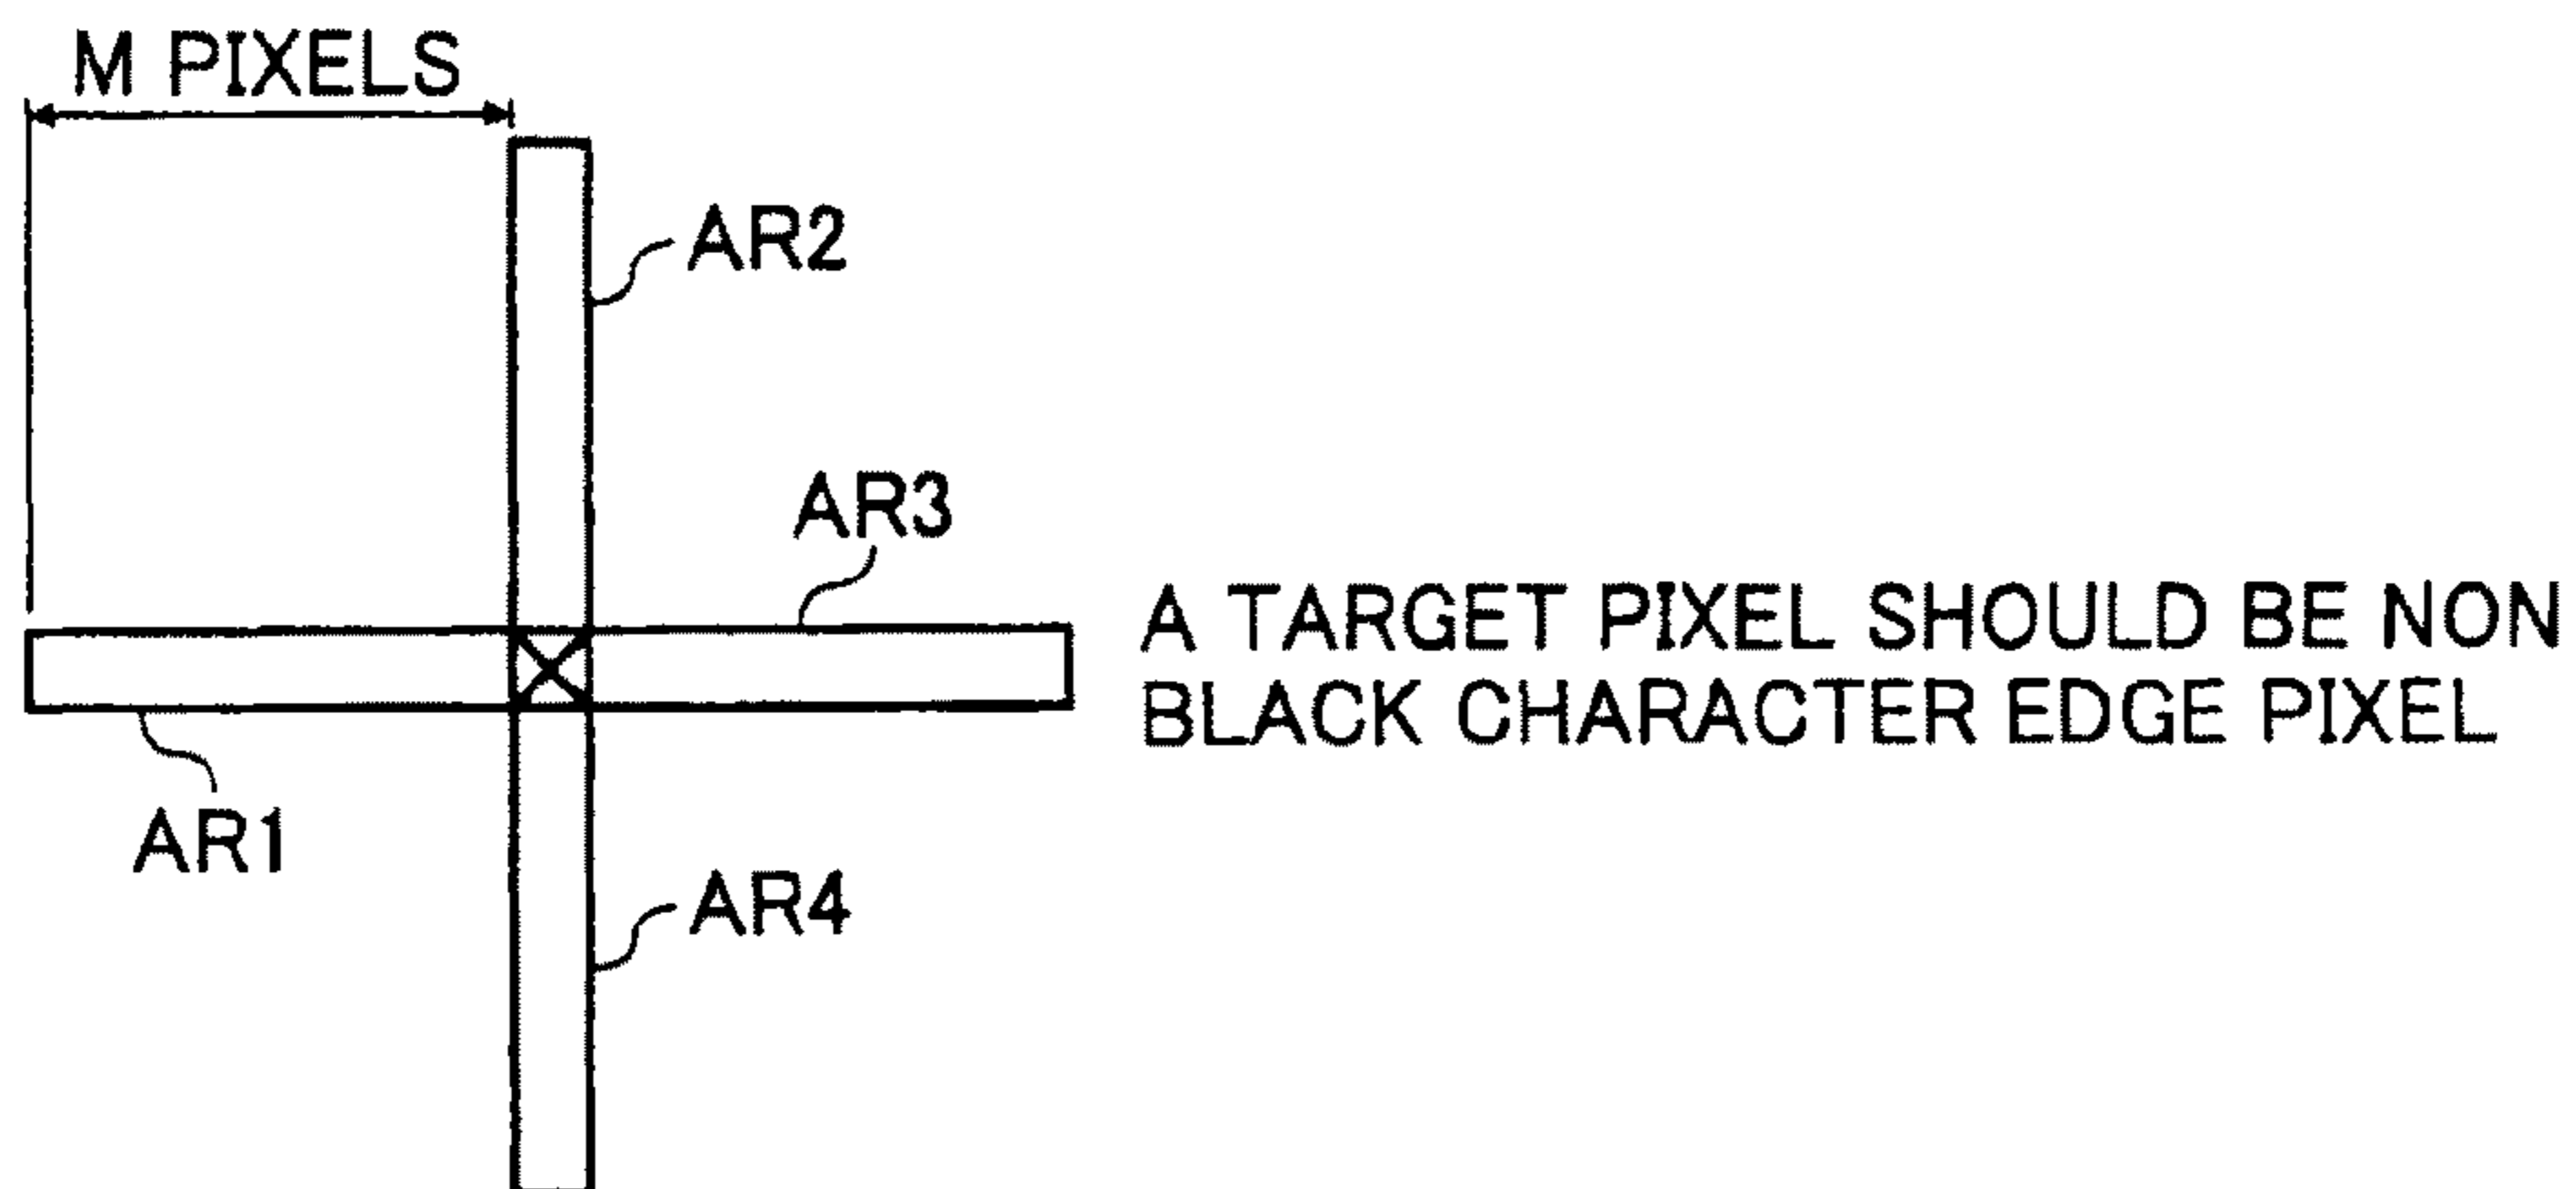 M PIXELS
AR2
AR3
A TARGET PIXEL SHOULD BE NON
BLACK CHARACTER EDGE PIXEL
AR1
AR4